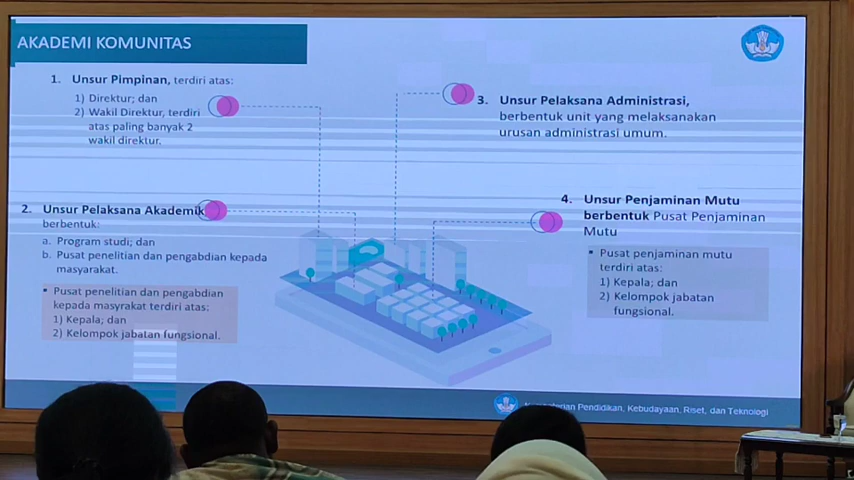 AKADEMI KOMUNITAS
1. Unsur Pimpinan, terdiri atas:
1) Direktur; dan
2) Wakil Direktur, terdiri
atas paling banyak 2
wakil direktur.
2. Unsur Pelaksana Akademik
berbentuk:
a. Program studi; dan
b. Pusat penelitian dan pengabdian kepada
masyarakat.
▪ Pusat penelitian dan pengabdian
kepada masyrakat terdiri atas:
1) Kepala; dan
2) Kelompok jabatan fungsional.
3. Unsur Pelaksana Administrasi,
berbentuk unit yang melaksanakan
urusan administrasi umum.
4. Unsur Penjaminan Mutu
berbentuk Pusat Penjaminan
Mutu
▪ Pusat penjaminan mutu
terdiri atas:
1) Kepala; dan
2) Kelompok jabatan
fungsional.
Pendidikan, Kebudayaan, Riset, dan Teknologi